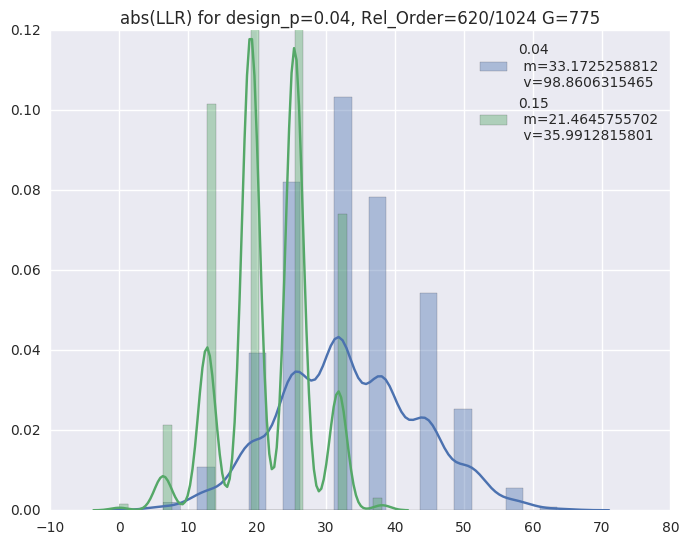 abs(LLR) for design_p=0.04, Rel_Order=620/1024 G=775
0.04
m=33.1725258812
v=98.8606315465
0.15
m=21.4645755702
v=35.9912815801
0.12
0.10
0.08
0.06
0.04
0.02
0.00
−10 0 10 20 30 40 50 60 70 80